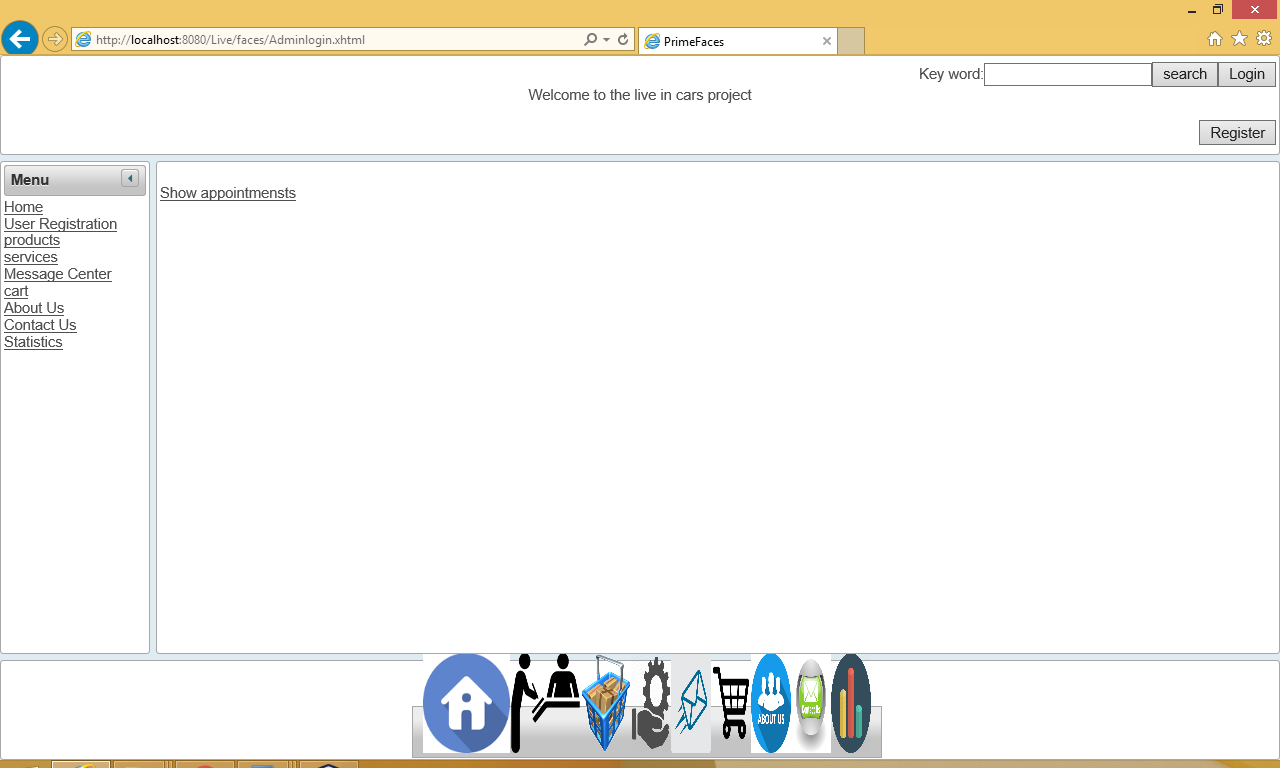 http://localhost:8080/Live/faces/Adminlogin.xhtml
PrimeFaces
Key word: search Login
Welcome to the live in cars project
Register
Menu
Show appointmensts
Home
User Registration
products
services
Message Center
cart
About Us
Contact Us
Statistics
ABOUT US